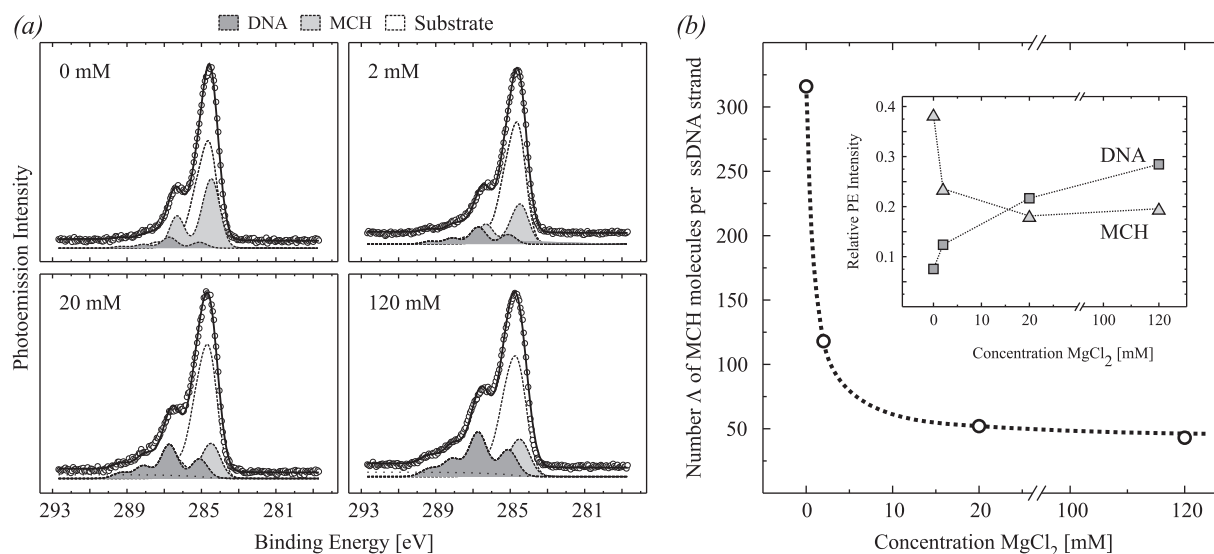 (a)
DNA MCH Substrate
0 mM
2 mM
20 mM
120 mM
Photoemission Intensity
293 289 285 281 293 289 285 281
Binding Energy [eV]
(b)
Number Λ of MCH molecules per ssDNA strand
300
250
200
150
100
50
0 10 20 100 120
Concentration MgCl2 [mM]
Relative PE Intensity
0.4
0.3
0.2
0.1
DNA
MCH
0 10 20 100 120
Concentration MgCl2 [mM]